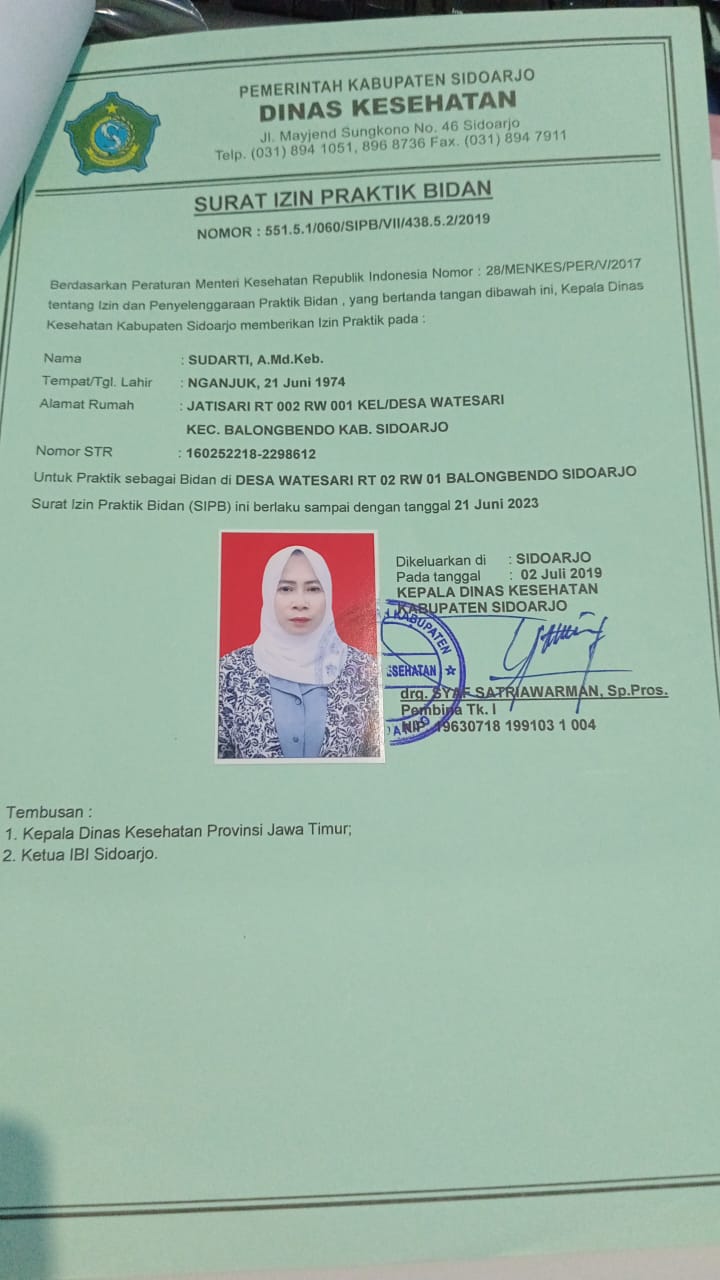 PEMERINTAH KABUPATEN SIDOARJO
DINAS KESEHATAN
Jl. Mayjend Sungkono No. 46 Sidoarjo
Telp. (031) 894 1051, 896 8736 Fax. (031) 894 7911
SURAT IZIN PRAKTIK BIDAN
NOMOR : 551.5.1/060/SIPB/VII/438.5.2/2019
Berdasarkan Peraturan Menteri Kesehatan Republik Indonesia Nomor : 28/MENKES/PER/V/2017
tentang Izin dan Penyelenggaraan Praktik Bidan , yang bertanda tangan dibawah ini, Kepala Dinas
Kesehatan Kabupaten Sidoarjo memberikan Izin Praktik pada :
Nama : SUDARTI, A.Md.Keb.
Tempat/Tgl. Lahir : NGANJUK, 21 Juni 1974
Alamat Rumah : JATISARI RT 002 RW 001 KEL/DESA WATESARI
KEC. BALONGBENDO KAB. SIDOARJO
Nomor STR : 160252218-2298612
Untuk Praktik sebagai Bidan di DESA WATESARI RT 02 RW 01 BALONGBENDO SIDOARJO
Surat Izin Praktik Bidan (SIPB) ini berlaku sampai dengan tanggal 21 Juni 2023
Dikeluarkan di : SIDOARJO
Pada tanggal : 02 Juli 2019
KEPALA DINAS KESEHATAN
KABUPATEN SIDOARJO
KABUPATEN
ESEHATAN
drg. SYAF SATRIAWARMAN, Sp.Pros.
Pembina Tk. I
NIP. 19630718 199103 1 004
Tembusan :
1. Kepala Dinas Kesehatan Provinsi Jawa Timur;
2. Ketua IBI Sidoarjo.